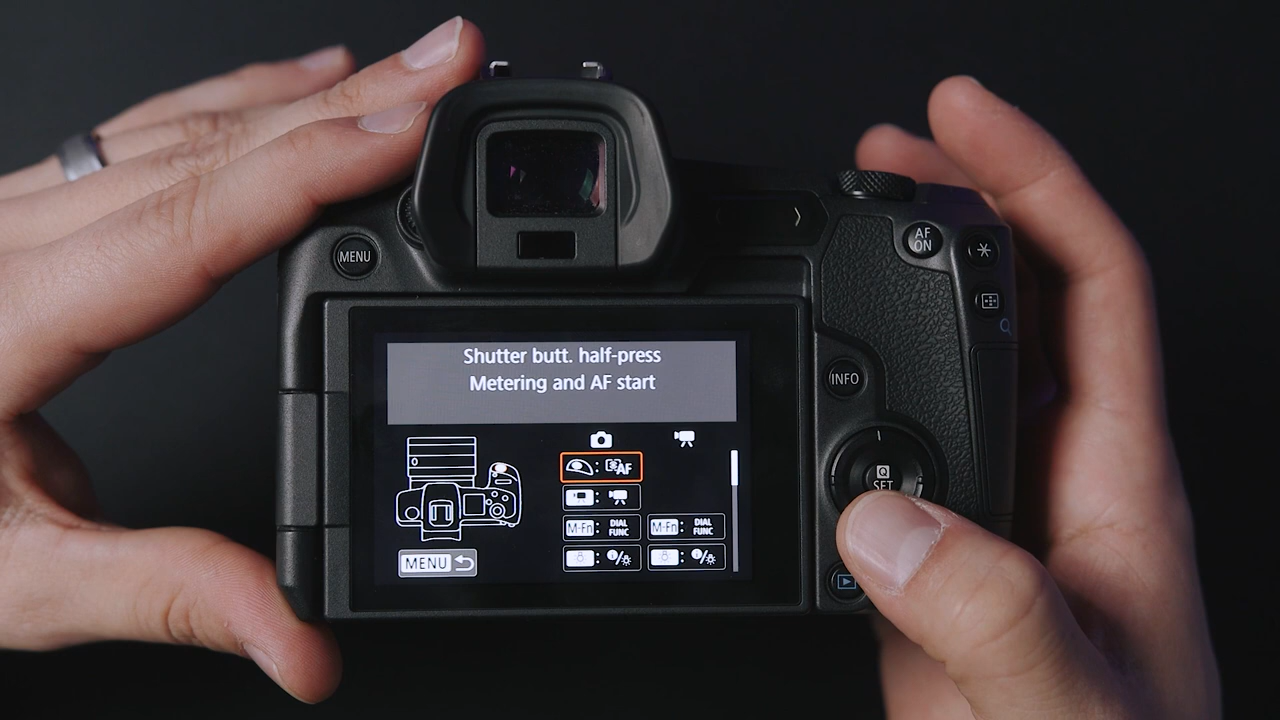 MENU
AF
ON
Shutter butt. half-press
Metering and AF start
INFO
AF
Q
SET
M-Fn: DIAL
FUNC
M-Fn: DIAL
FUNC
MENU